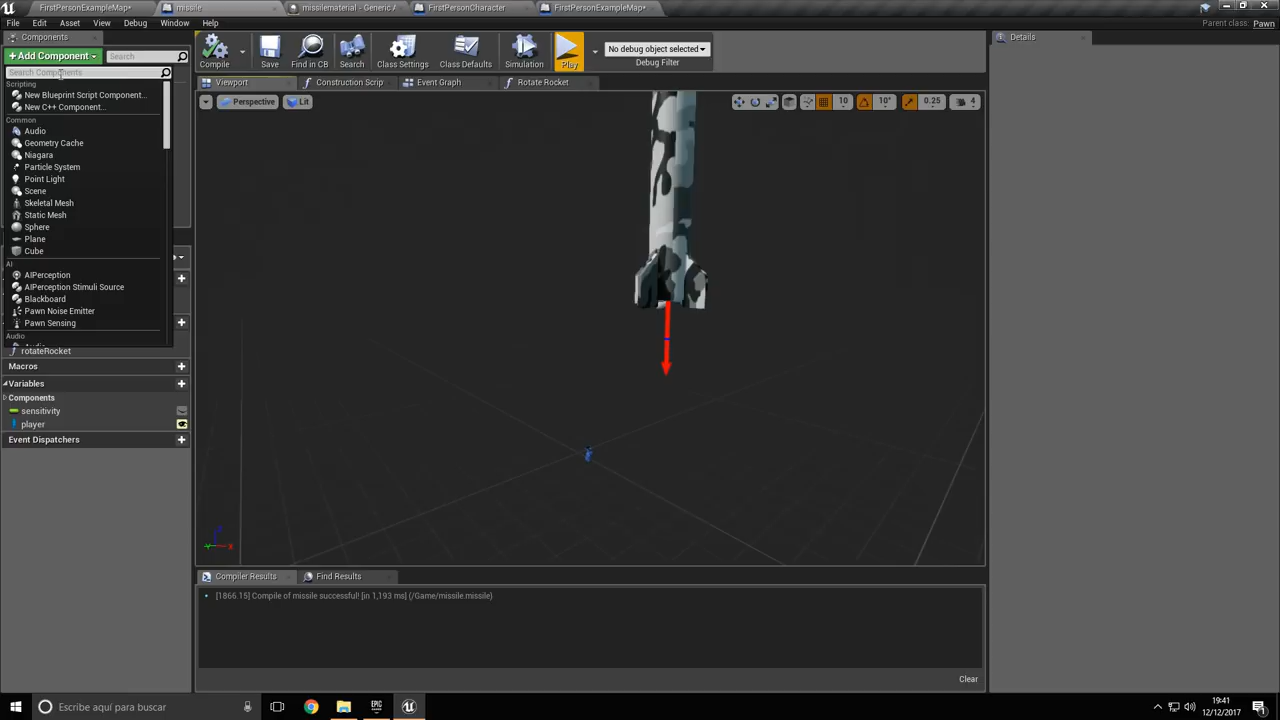 FirstPersonExampleMap*
missile
missilematerial - Generic A
FirstPersonCharacter
FirstPersonExampleMap*
File Edit Asset View Debug Window Help
Parent class: Pawn
Components
+Add Component
Search
Search Components
Scripting
New Blueprint Script Component...
New C++ Component...
Common
Audio
Geometry Cache
Niagara
Particle System
Point Light
Scene
Skeletal Mesh
Static Mesh
Sphere
Plane
Cube
AI
AIPerception
AIPerception Stimuli Source
Blackboard
Pawn Noise Emitter
Pawn Sensing
Audio
rotateRocket
Macros
Variables
Components
sensitivity
player
Event Dispatchers
Compile
Save
Find in CB
Search
Class Settings
Class Defaults
Simulation
Play
No debug object selected
Debug Filter
Viewport
Construction Scrip
Event Graph
Rotate Rocket
Perspective
Lit
10
10°
0.25
4
Compiler Results
Find Results
[1866.15] Compile of missile successful! [in 1,193 ms] (/Game/missile.missile)
Clear
Details
Escribe aquí para buscar
EPIC
19:41
12/12/2017